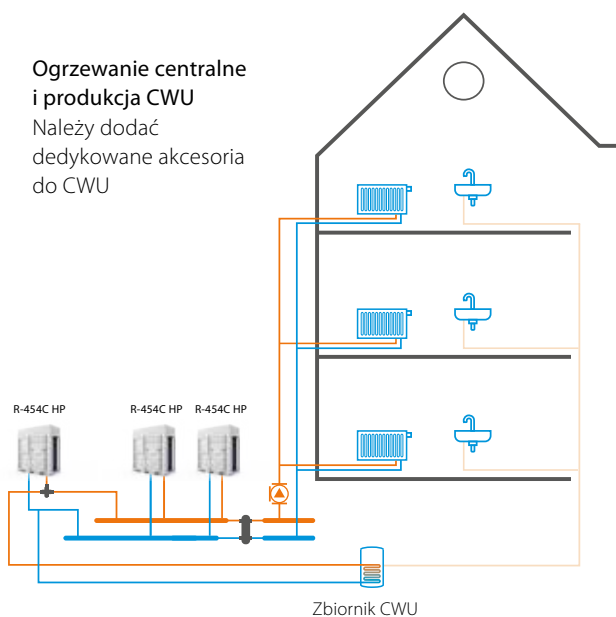 Ogrzewanie centralne
i produkcja CWU
Należy dodać
dedykowane akcesoria
do CWU
R-454C HP
R-454C HP
R-454C HP
Zbiornik CWU